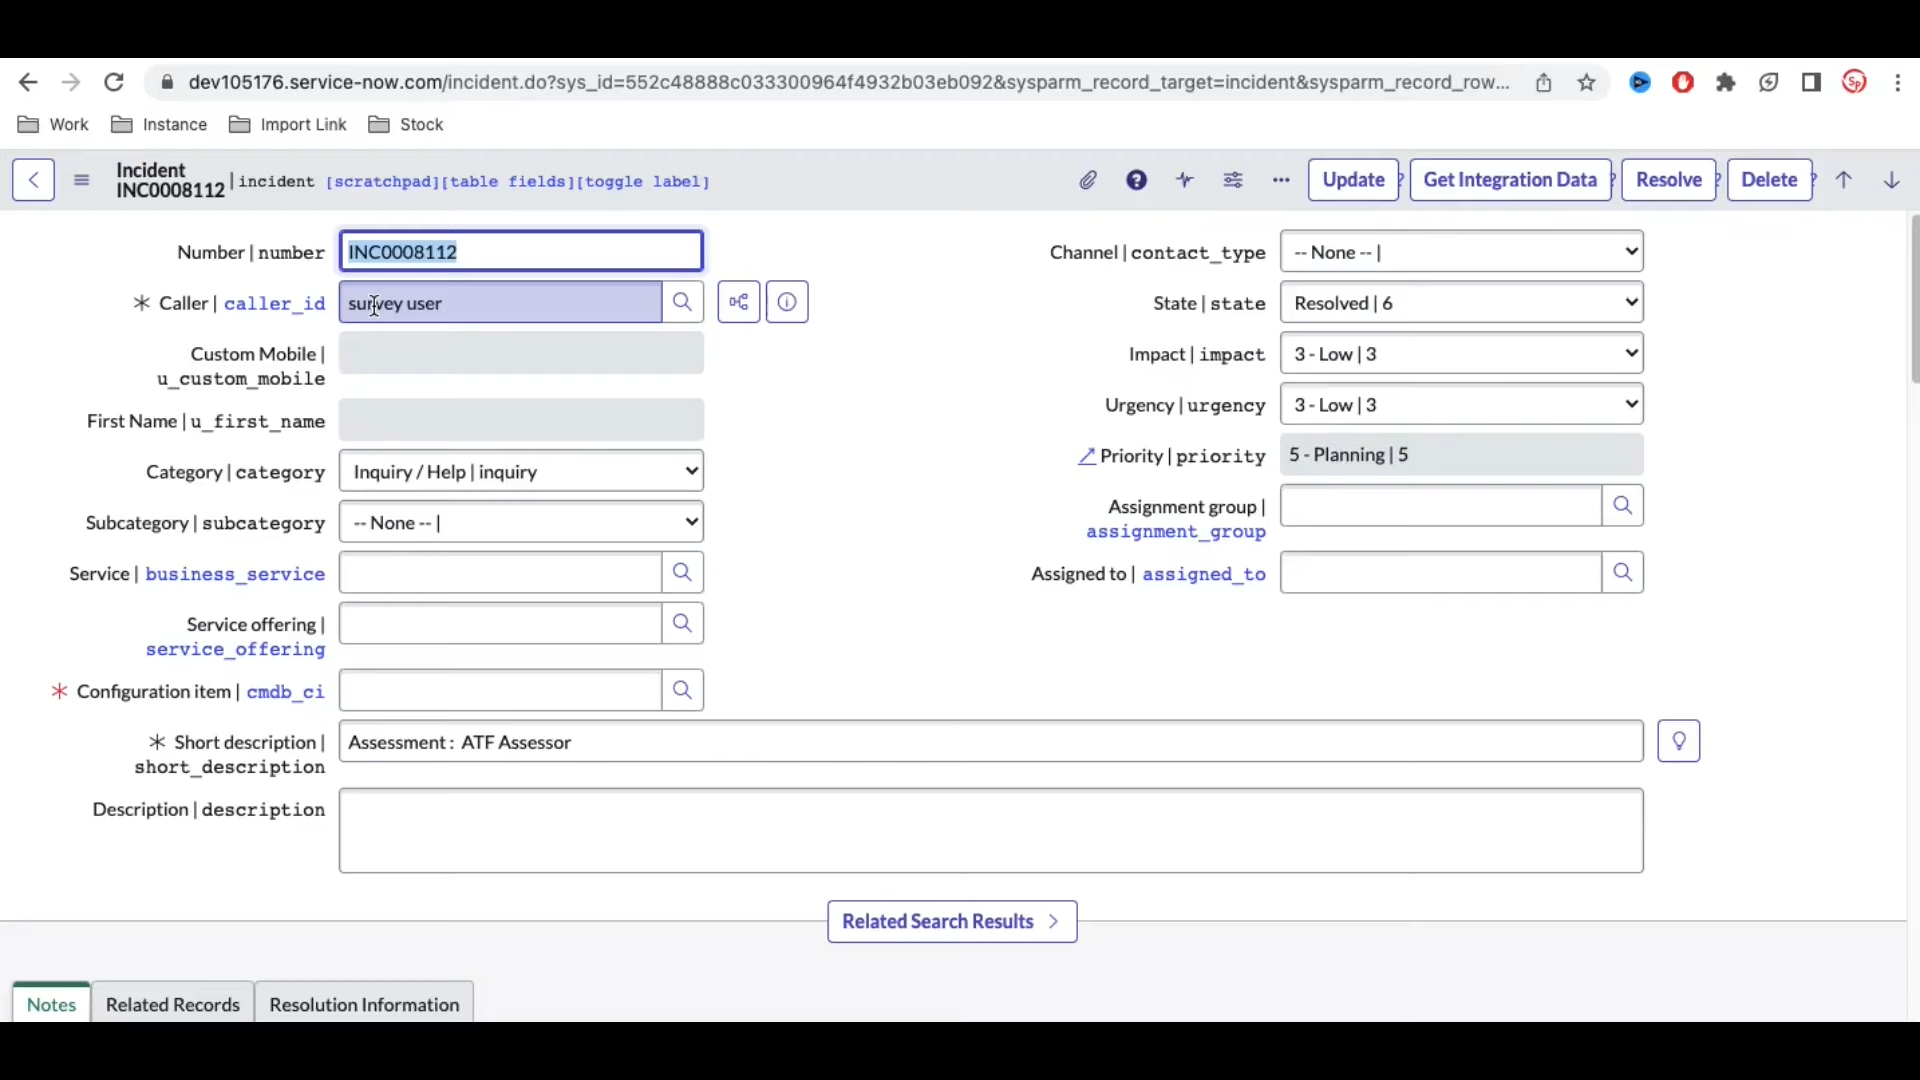 dev105176.service-now.com/incident.do?sys_id=552c48888c033300964f4932b03eb092&sysparm_record_target=incident&sysparm_record_row...
Sp
Work Instance Import Link Stock
Incident
INC0008112 | incident [scratchpad][table fields][toggle label]
? ... Update ? Get Integration Data ? Resolve ? Delete ?
Number | number INC0008112
Channel | contact_type -- None -- |
* Caller | caller_id survey user
State | state Resolved | 6
Custom Mobile |
u_custom_mobile
Impact | impact 3 - Low | 3
First Name | u_first_name
Urgency | urgency 3 - Low | 3
Category | category Inquiry / Help | inquiry
Priority | priority 5 - Planning | 5
Subcategory | subcategory -- None -- |
Assignment group |
assignment_group
Service | business_service
Assigned to | assigned_to
Service offering |
service_offering
* Configuration item | cmdb_ci
* Short description |
short_description
Assessment : ATF Assessor
Description | description
Related Search Results >
Notes Related Records Resolution Information